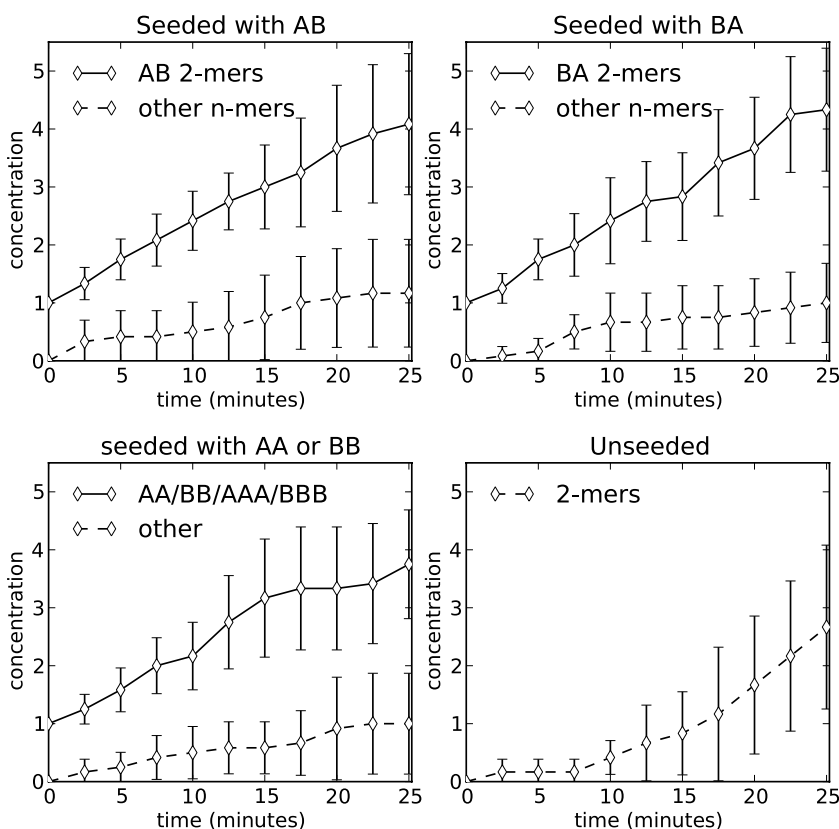 Seeded with AB
5
4
3
2
1
0
concentration
AB 2-mers
other n-mers
0 5 10 15 20 25
time (minutes)
Seeded with BA
5
4
3
2
1
0
concentration
BA 2-mers
other n-mers
0 5 10 15 20 25
time (minutes)
seeded with AA or BB
5
4
3
2
1
0
concentration
AA/BB/AAA/BBB
other
0 5 10 15 20 25
time (minutes)
Unseeded
5
4
3
2
1
0
concentration
2-mers
0 5 10 15 20 25
time (minutes)